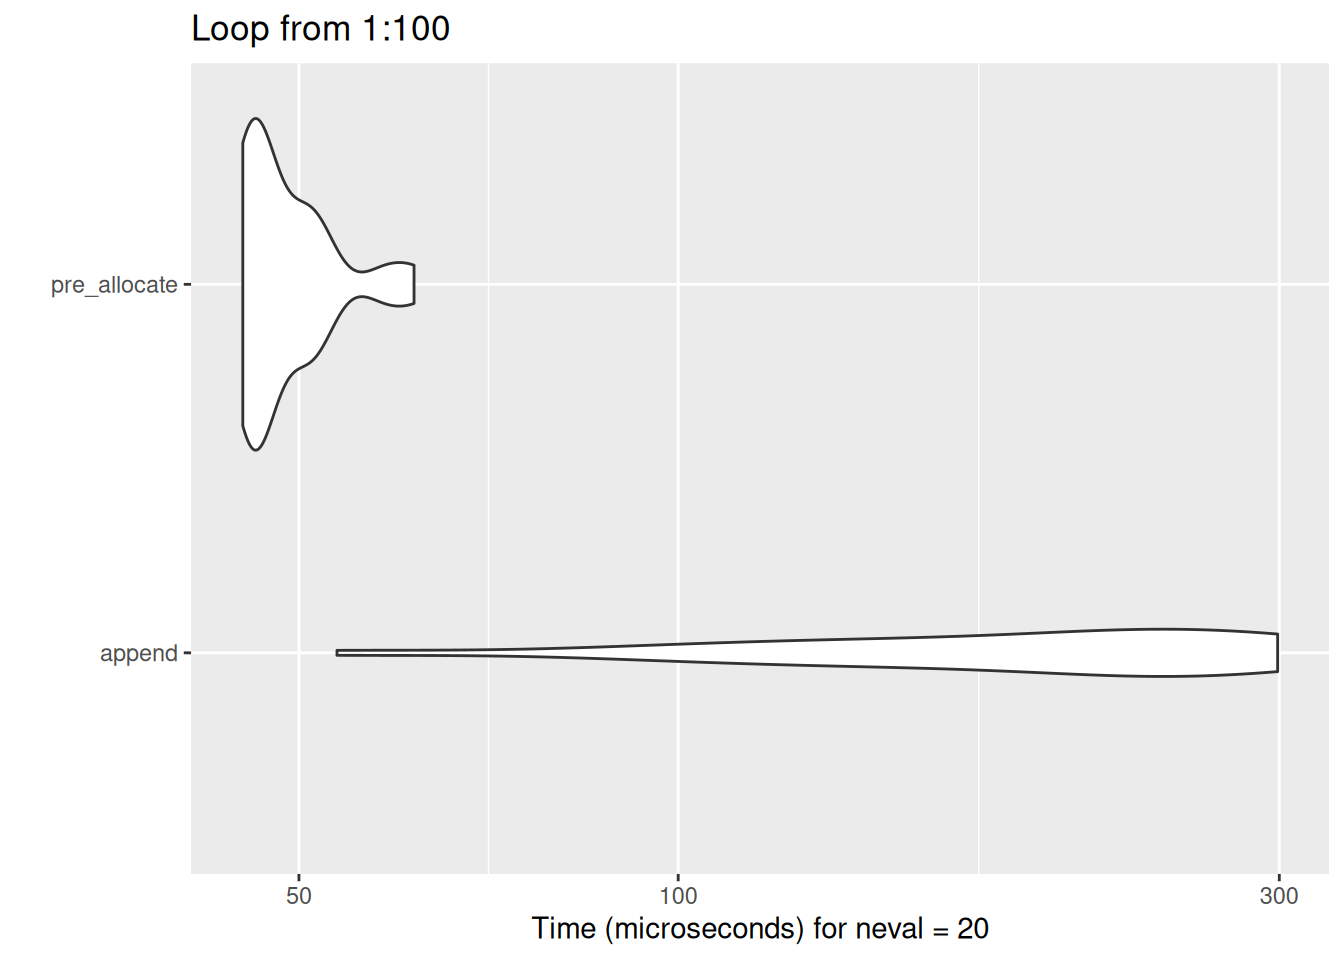 Loop from 1:100
pre_allocate
append
50
100
300
Time (microseconds) for neval = 20